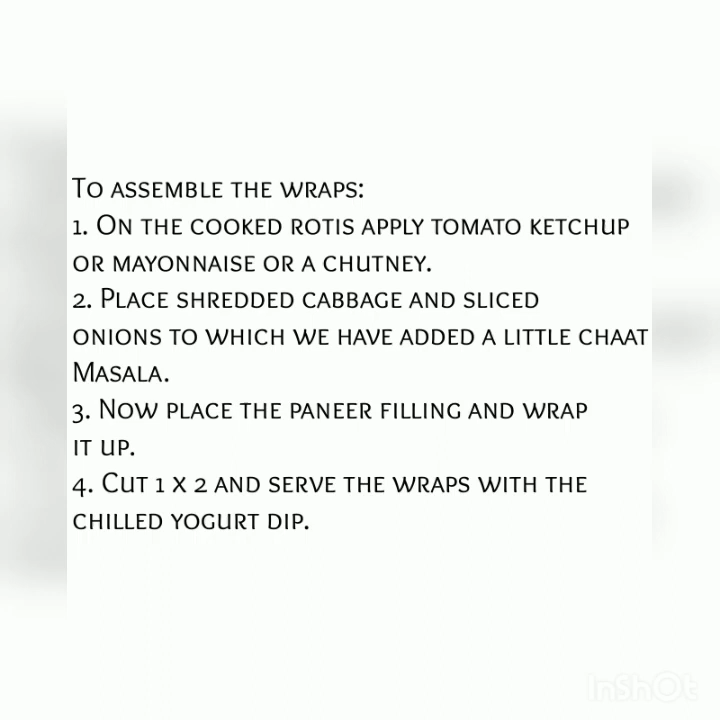 To assemble the wraps:
1. On the cooked rotis apply tomato ketchup
or mayonnaise or a chutney.
2. Place shredded cabbage and sliced
onions to which we have added a little chaat
Masala.
3. Now place the paneer filling and wrap
it up.
4. Cut 1 x 2 and serve the wraps with the
chilled yogurt dip.
InShOt